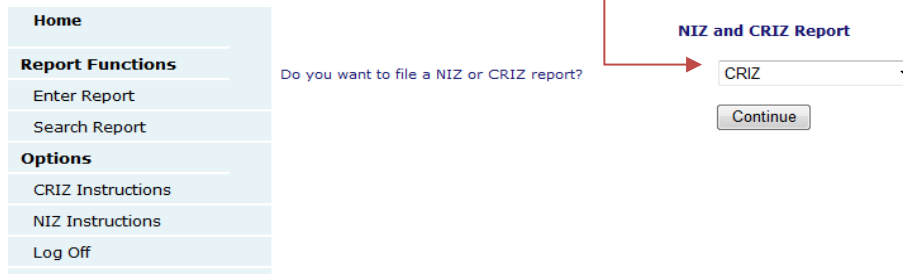 Home
Report Functions
Enter Report
Search Report
Options
CRIZ Instructions
NIZ Instructions
Log Off
NIZ and CRIZ Report
Do you want to file a NIZ or CRIZ report?
CRIZ
Continue